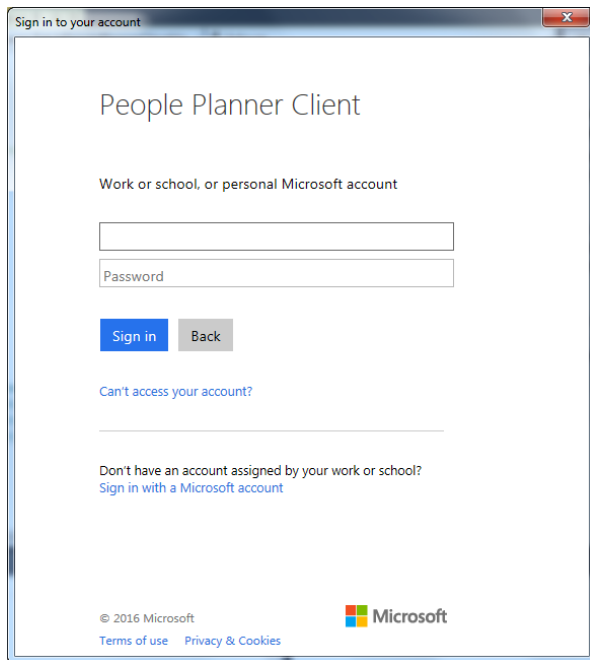 Sign in to your account
People Planner Client
Work or school, or personal Microsoft account
Password
Sign in Back
Can't access your account?
Don't have an account assigned by your work or school?
Sign in with a Microsoft account
© 2016 Microsoft Microsoft
Terms of use Privacy & Cookies